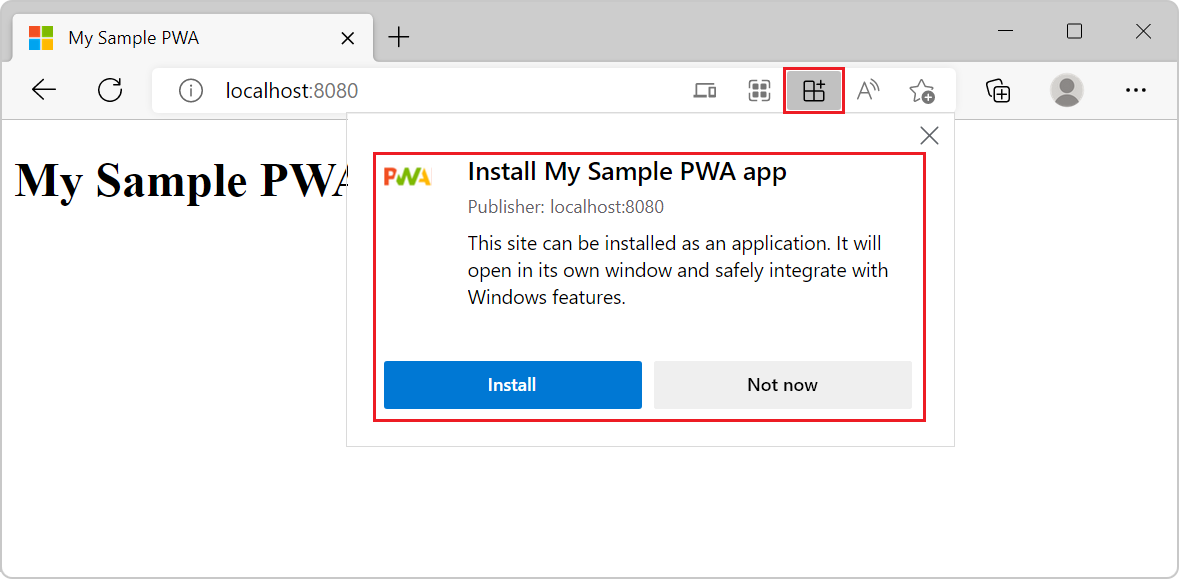 My Sample PWA
localhost:8080
My Sample PWA
PWA
Install My Sample PWA app
Publisher: localhost:8080
This site can be installed as an application. It will
open in its own window and safely integrate with
Windows features.
Install
Not now